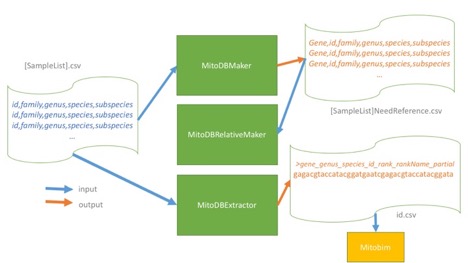 [SampleList].csv
id,family,genus,species,subspecies
id,family,genus,species,subspecies
id,family,genus,species,subspecies
...
MitoDBMaker
MitoDBRelativeMaker
MitoDBExtractor
Gene,id,family,genus,species,subspecies
Gene,id,family,genus,species,subspecies
Gene,id,family,genus,species,subspecies
...
[SampleList]NeedReference.csv
>gene_genus_species_id_rank_rankName_partial
gagacgtaccatacggatgaatcgagacgtaccatacggata
id.csv
Mitobim
input
output